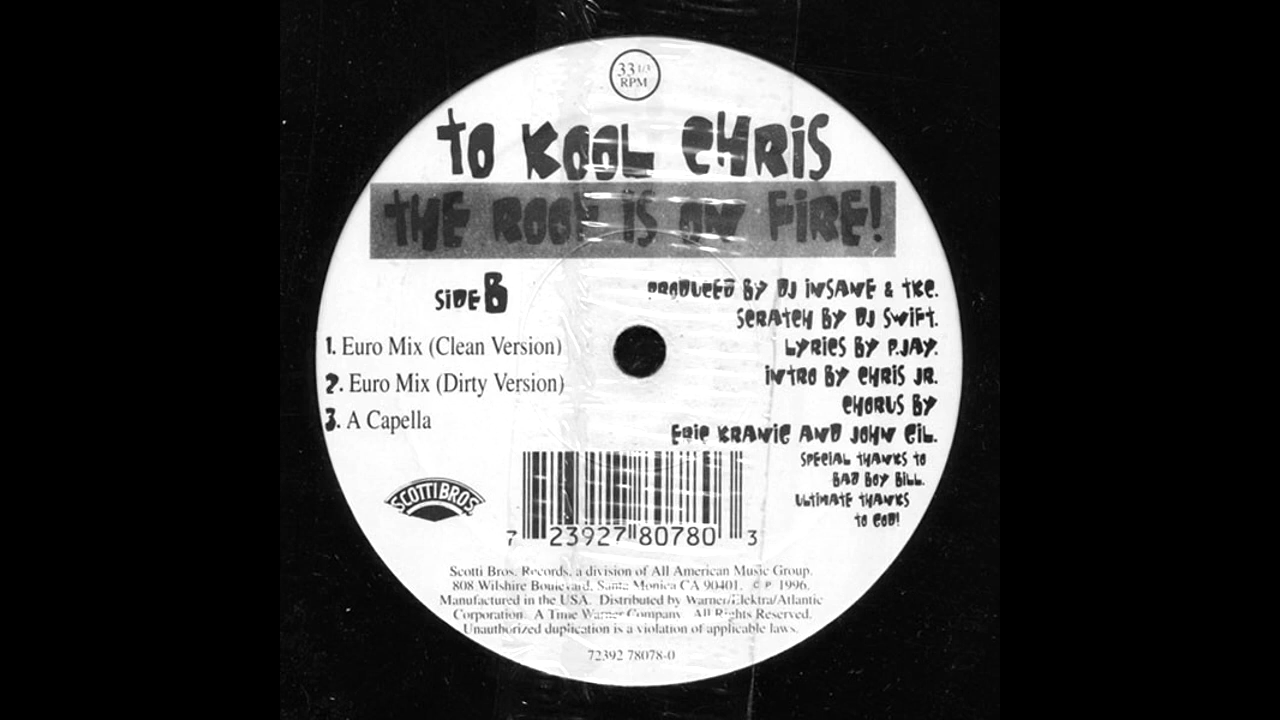 33 1/3
RPM
TO KOOL CHRIS
THE ROOF IS ON FIRE!
SIDE B
1. Euro Mix (Clean Version)
2. Euro Mix (Dirty Version)
3. A Capella
PRODUCED BY DJ INSANE & TKC.
SCRATCH BY DJ SWIFT.
LYRICS BY P.JAY.
INTRO BY CHRIS JR.
CHORUS BY
ERIC KRANIC AND JOHN GIL.
SPECIAL THANKS TO
BAD BOY BILL.
ULTIMATE THANKS
TO GOD!
SCOTTI BROS.
7 23927 80780 3
Scotti Bros. Records, a division of All American Music Group.
808 Wilshire Boulevard, Santa Monica CA 90401. © ℗ 1996.
Manufactured in the USA. Distributed by Warner/Elektra/Atlantic
Corporation. A Time Warner Company. All Rights Reserved.
Unauthorized duplication is a violation of applicable laws.
72392 78078-0